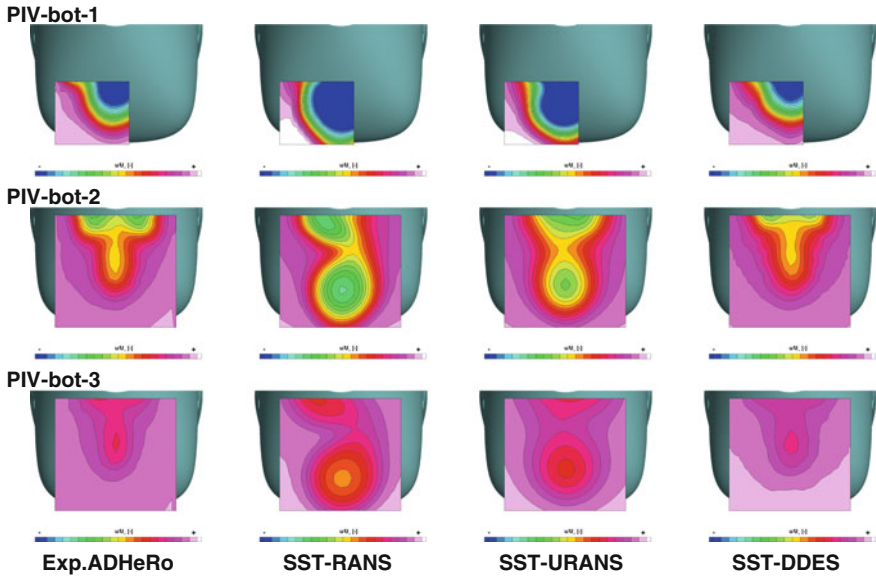 PIV-bot-1
- w/U∞ [-] +
- w/U∞ [-] +
- w/U∞ [-] +
- w/U∞ [-] +
PIV-bot-2
- w/U∞ [-] +
- w/U∞ [-] +
- w/U∞ [-] +
- w/U∞ [-] +
PIV-bot-3
- w/U∞ [-] +
- w/U∞ [-] +
- w/U∞ [-] +
- w/U∞ [-] +
Exp.ADHeRo SST-RANS SST-URANS SST-DDES